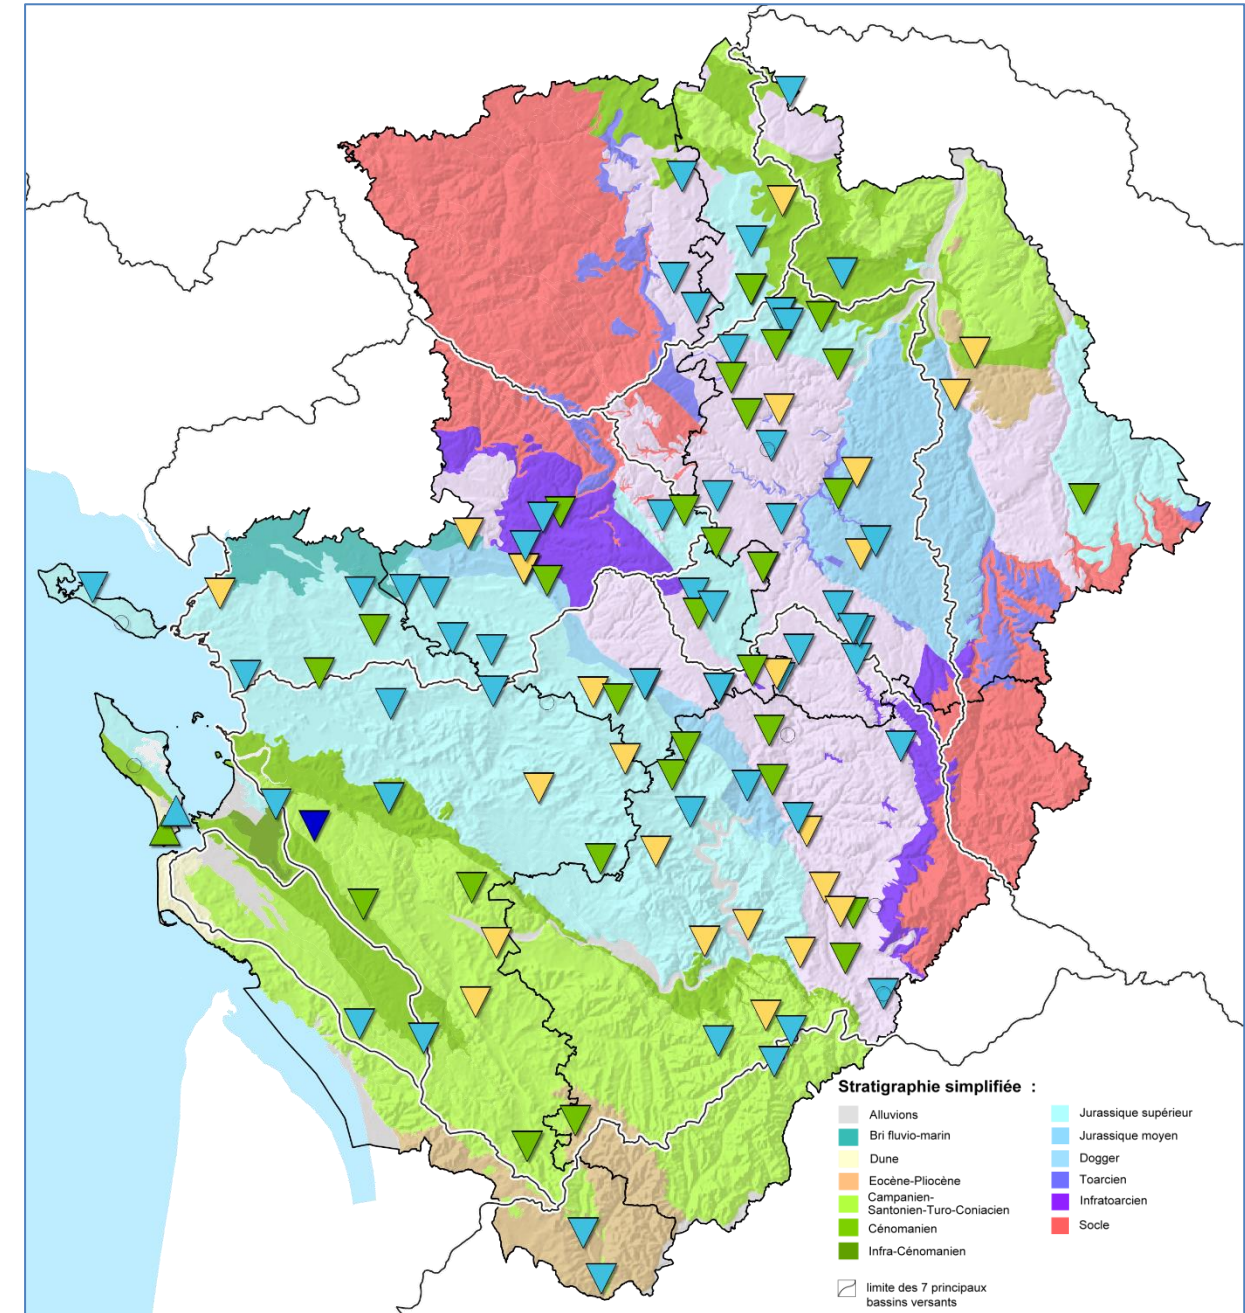 Stratigraphie simplifiée :
Alluvions
Bri fluvio-marin
Dune
Eocène-Pliocène
Campanien-
Santonien-Turo-Coniacien
Cénomanien
Infra-Cénomanien
limite des 7 principaux
bassins versants
Jurassique supérieur
Jurassique moyen
Dogger
Toarcien
Infratoarcien
Socle